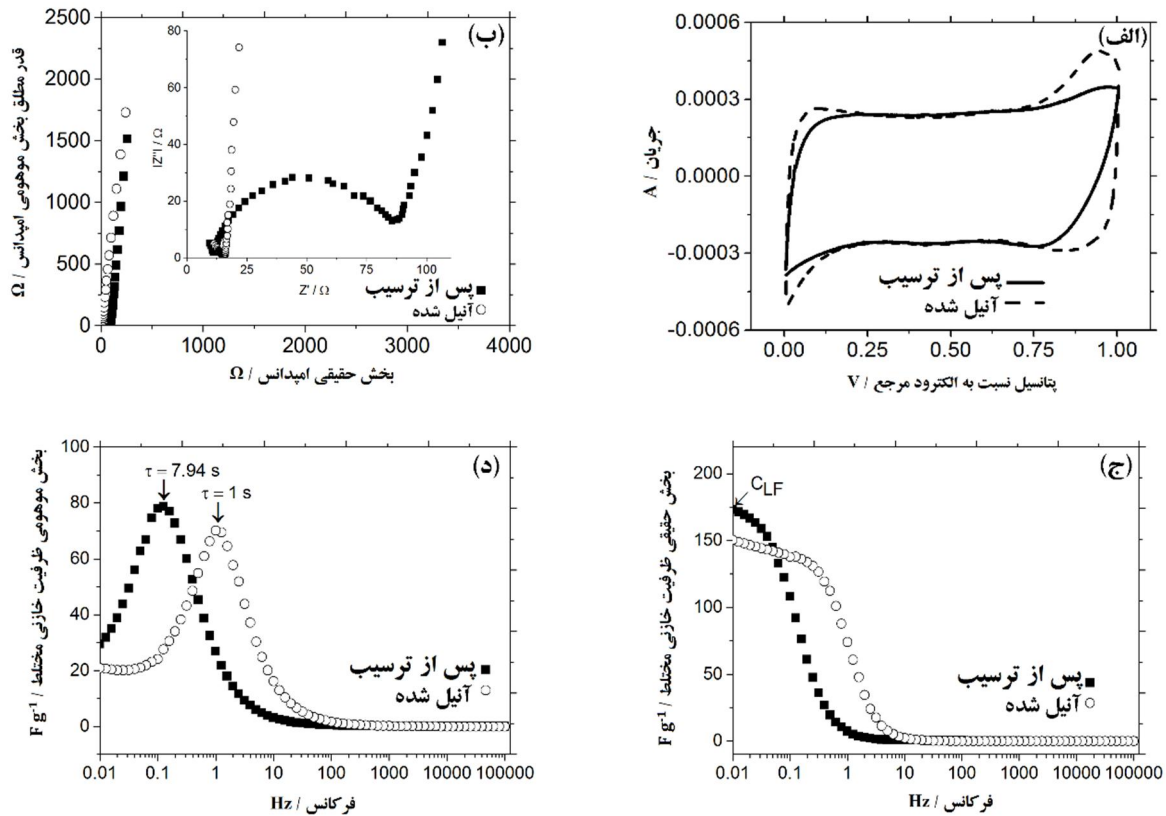 (الف)
0.0006
0.0003
0.0000
-0.0003
-0.0006
جریان / A
پس از ترسیب
آنیل شده
0.00
0.25
0.50
0.75
1.00
پتانسیل نسبت به الکترود مرجع / V
(ب)
2500
2000
1500
1000
500
0
قدر مطلق بخش موهومی امپدانس / Ω
80
60
40
20
0
|Z"| / Ω
0
25
50
75
100
Z' / Ω
پس از ترسیب
آنیل شده
0
1000
2000
3000
4000
بخش حقیقی امپدانس / Ω
(ج)
200
150
100
50
0
بخش حقیقی ظرفیت خازنی مختلط / F g-1
CLF
پس از ترسیب
آنیل شده
0.01
0.1
1
10
100
1000
10000
100000
فرکانس / Hz
(د)
100
80
60
40
20
0
بخش موهومی ظرفیت خازنی مختلط / F g-1
τ = 7.94 s
τ = 1 s
پس از ترسیب
آنیل شده
0.01
0.1
1
10
100
1000
10000
100000
فرکانس / Hz